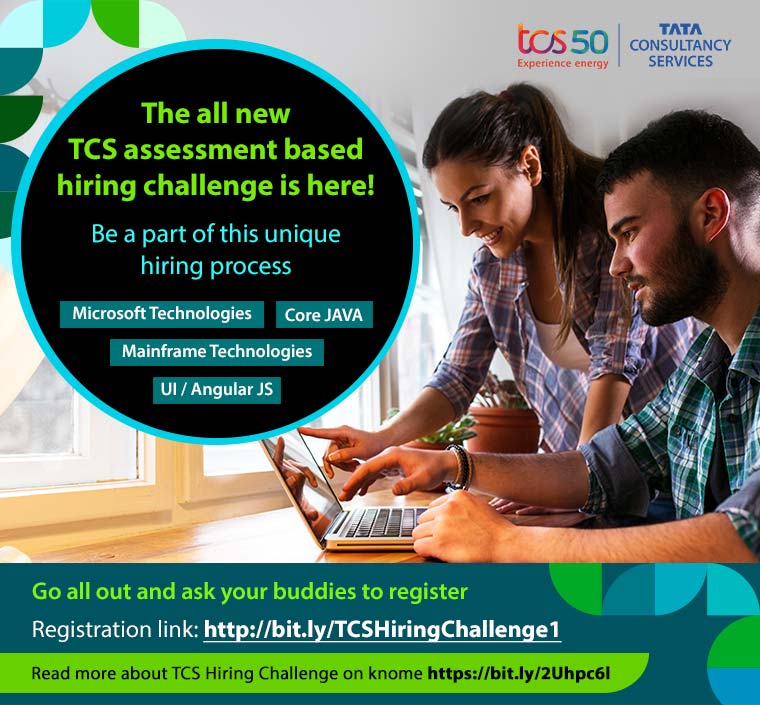 tcs 50
Experience energy
TATA
CONSULTANCY
SERVICES
The all new
TCS assessment based
hiring challenge is here!
Be a part of this unique
hiring process
Microsoft Technologies
Core JAVA
Mainframe Technologies
UI / Angular JS
Go all out and ask your buddies to register
Registration link: http://bit.ly/TCSHiringChallenge1
Read more about TCS Hiring Challenge on knome https://bit.ly/2Uhpc6l